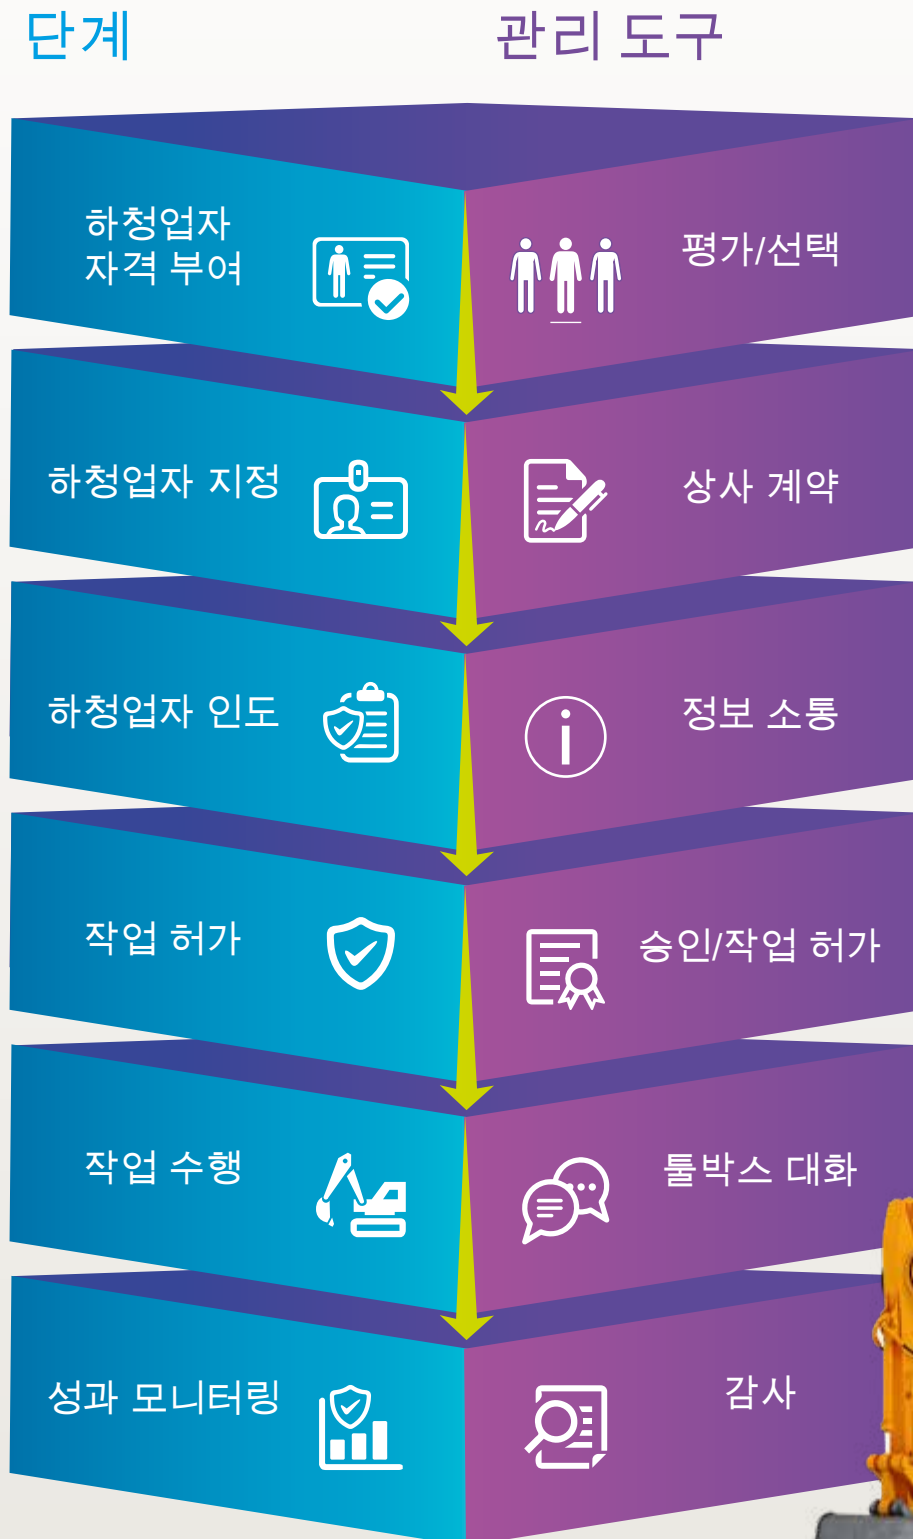 단계
관리 도구
하청업자
자격 부여
평가/선택
하청업자 지정
상사 계약
하청업자 인도
정보 소통
작업 허가
승인/작업 허가
작업 수행
툴박스 대화
성과 모니터링
감사